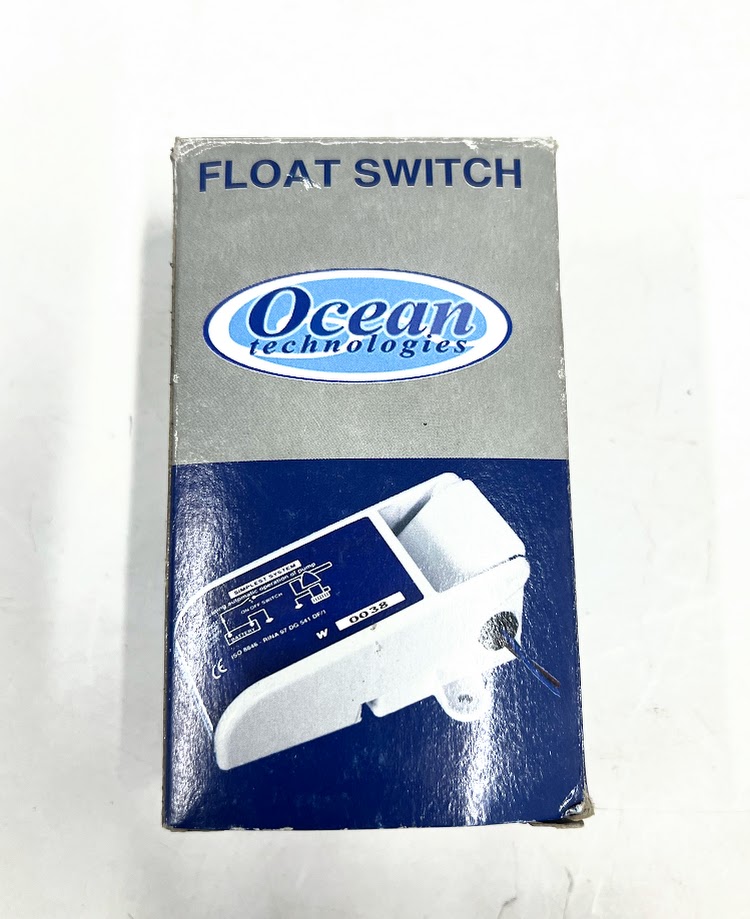 FLOAT SWITCH
Ocean
technologies
SIMPLEST SYSTEM
automatic operation of pump
ON OFF SWITCH
BATTERY
CE ISO 8846 - RINA 97 DG 541 DF/1
W 0038